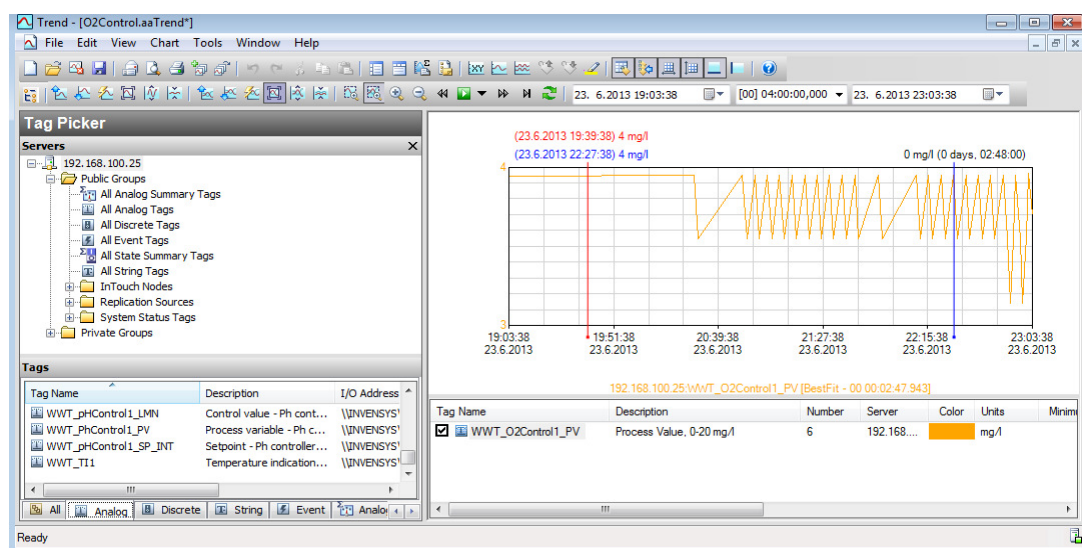 Trend - [O2Control.aaTrend*]
File Edit View Chart Tools Window Help
23. 6.2013 19:03:38 [00] 04:00:00,000 23. 6.2013 23:03:38
Tag Picker
Servers
192.168.100.25
Public Groups
All Analog Summary Tags
All Analog Tags
All Discrete Tags
All Event Tags
All State Summary Tags
All String Tags
InTouch Nodes
Replication Sources
System Status Tags
Private Groups
Tags
Tag Name Description I/O Address
WWT_pHControl1_LMN Control value - Ph cont... \\INVENSYS'
WWT_PhControl1_PV Process variable - Ph c... \\INVENSYS'
WWT_pHControl1_SP_INT Setpoint - Ph controller... \\INVENSYS'
WWT_TI1 Temperature indication... \\INVENSYS'
All Analog Discrete String Event Analo
(23.6.2013 19:39:38) 4 mg/l
(23.6.2013 22:27:38) 4 mg/l
0 mg/l (0 days, 02:48:00)
4
3
19:03:38 19:51:38 20:39:38 21:27:38 22:15:38 23:03:38
23.6.2013 23.6.2013 23.6.2013 23.6.2013 23.6.2013 23.6.2013
192.168.100.25:WWT_O2Control1_PV [BestFit - 00 00:02:47.943]
Tag Name Description Number Server Color Units Minim
WWT_O2Control1_PV Process Value, 0-20 mg/l 6 192.168.... mg/l
Ready